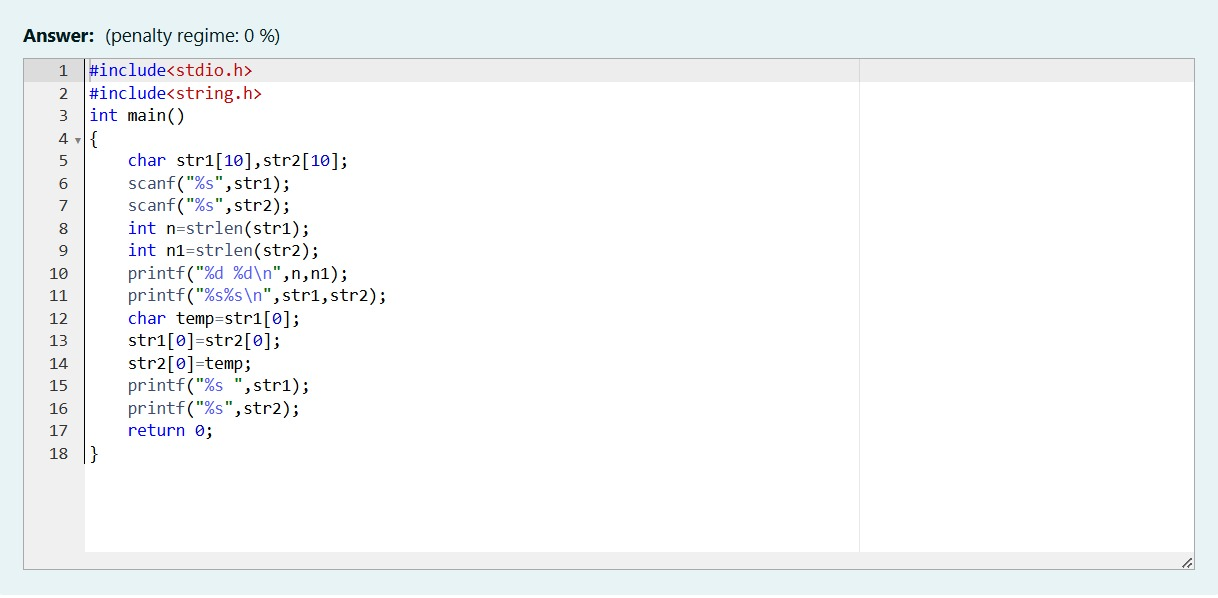 Answer: (penalty regime: 0 %)
1 #include<stdio.h>
2 #include<string.h>
3 int main()
4 {
5     char str1[10],str2[10];
6     scanf("%s",str1);
7     scanf("%s",str2);
8     int n=strlen(str1);
9     int n1=strlen(str2);
10     printf("%d %d\n",n,n1);
11     printf("%s%s\n",str1,str2);
12     char temp=str1[0];
13     str1[0]=str2[0];
14     str2[0]=temp;
15     printf("%s ",str1);
16     printf("%s",str2);
17     return 0;
18 }